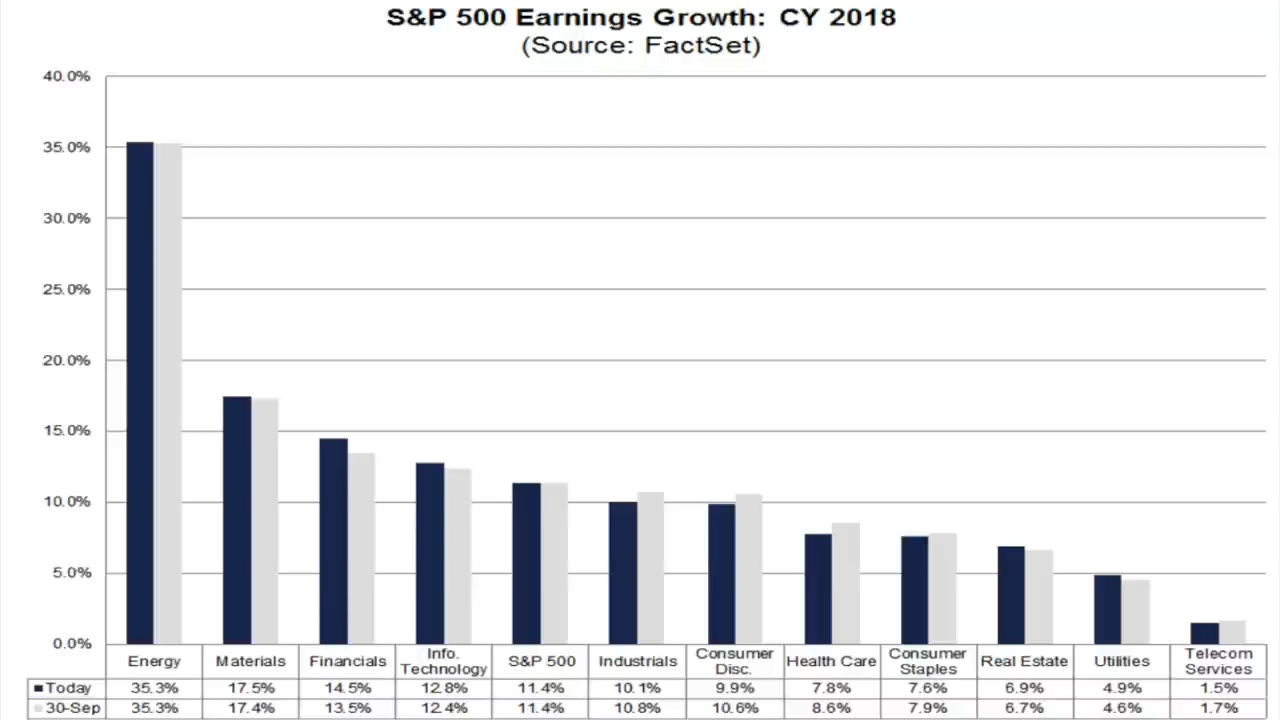 S&P 500 Earnings Growth: CY 2018
(Source: FactSet)
40.0%
35.0%
30.0%
25.0%
20.0%
15.0%
10.0%
5.0%
0.0%
Energy Materials Financials Info. Technology S&P 500 Industrials Consumer Disc. Health Care Consumer Staples Real Estate Utilities Telecom Services
Today 35.3% 17.5% 14.5% 12.8% 11.4% 10.1% 9.9% 7.8% 7.6% 6.9% 4.9% 1.5%
30-Sep 35.3% 17.4% 13.5% 12.4% 11.4% 10.8% 10.6% 8.6% 7.9% 6.7% 4.6% 1.7%